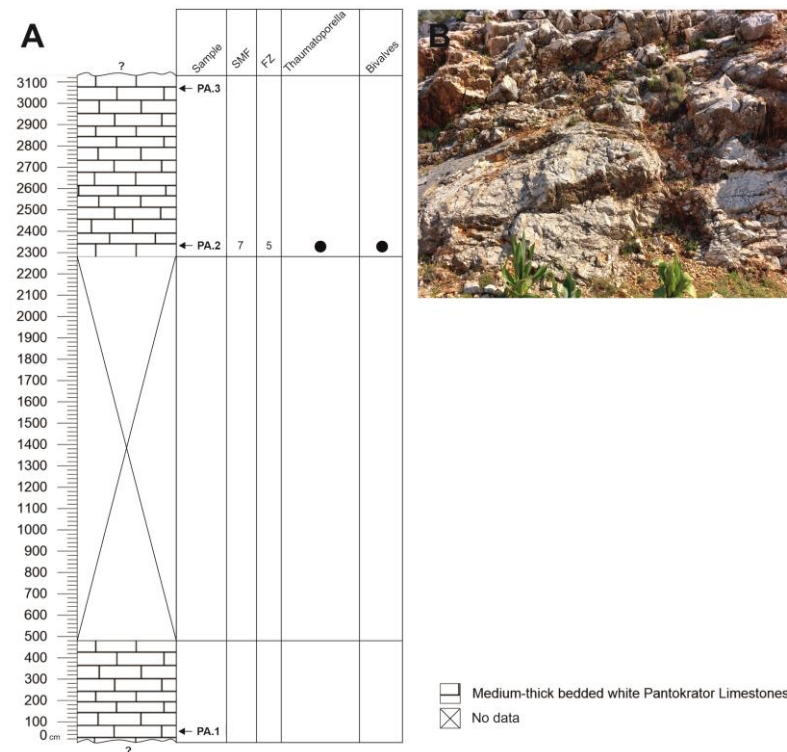 A
B
Sample
SMF
FZ
Thaumatoporella
Bivalves
?
3100
PA.3
3000
2900
2800
2700
2600
2500
2400
2300
PA.2 7 5
2200
2100
2000
1900
1800
1700
1600
1500
1400
1300
1200
1100
1000
900
800
700
600
500
400
300
200
100
PA.1
0 cm
?
Medium-thick bedded white Pantokrator Limestones
No data